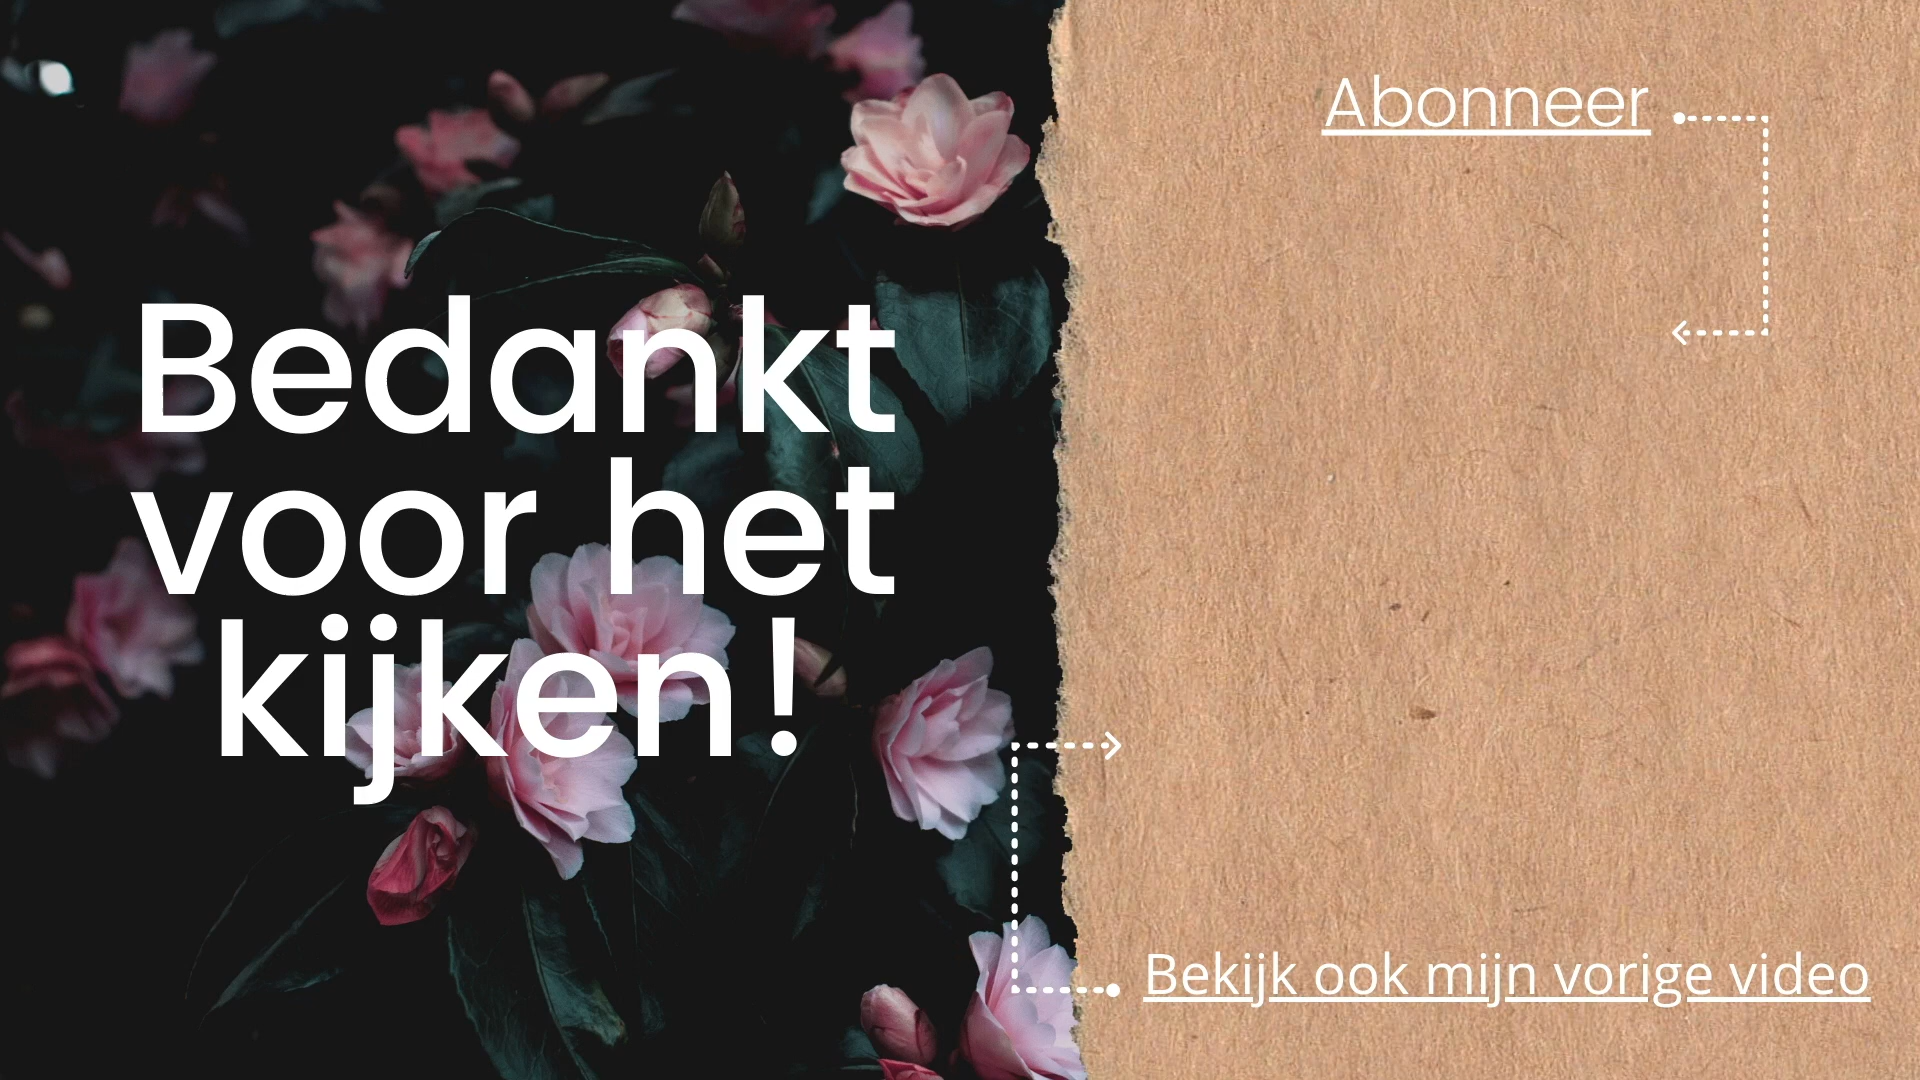 Bedankt
voor het
kijken!
Abonneer
Bekijk ook mijn vorige video